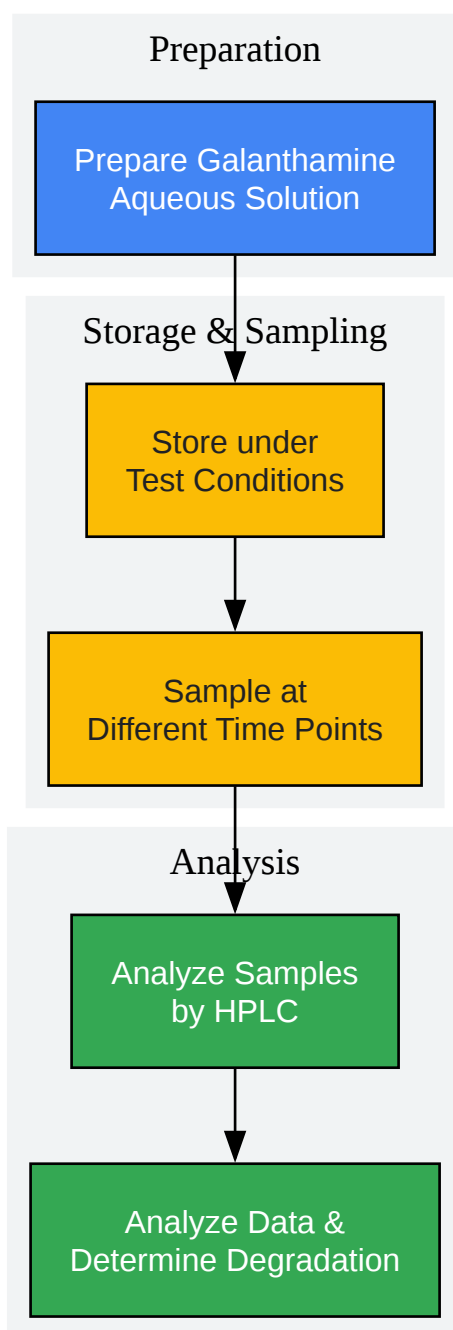 Preparation
Prepare Galanthamine
Aqueous Solution
Storage & Sampling
Store under
Test Conditions
Sample at
Different Time Points
Analysis
Analyze Samples
by HPLC
Analyze Data &
Determine Degradation